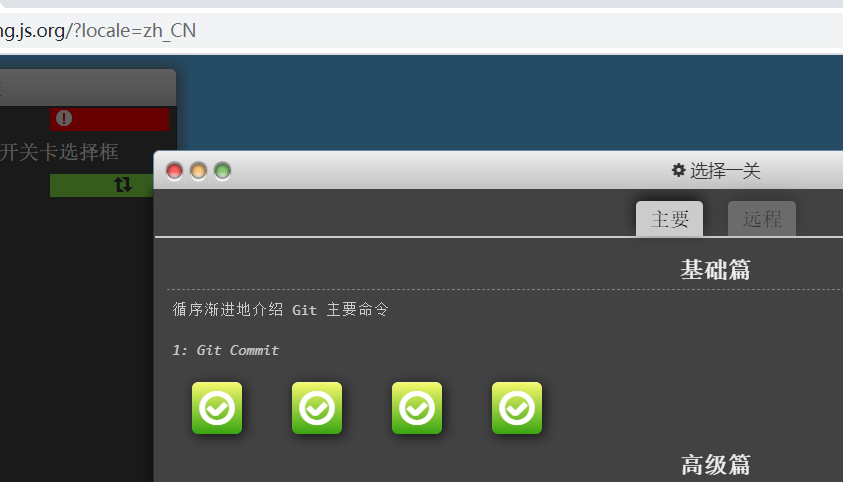 ng.js.org/?locale=zh_CN
开关卡选择框
选择一关
主要 远程
基础篇
循序渐进地介绍 Git 主要命令
1: Git Commit
高级篇